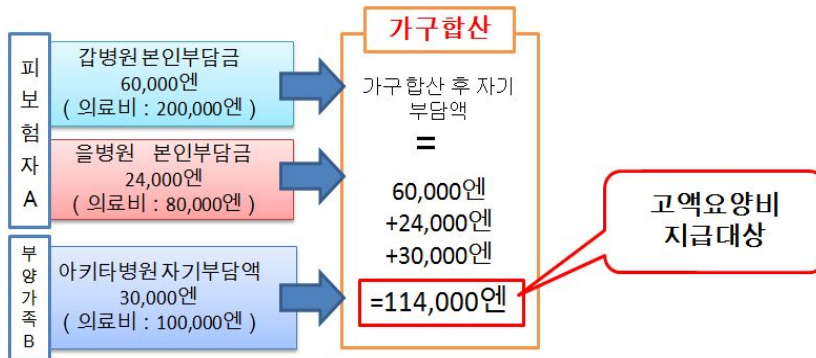 피
보
험
자
A
갑병원 본인부담금
60,000엔
( 의료비 : 200,000엔 )
을병원 본인부담금
24,000엔
( 의료비 : 80,000엔 )
부
양
가
족
B
아키타병원 자기부담액
30,000엔
( 의료비 : 100,000엔 )
가구합산
가구 합산 후 자기
부담액
=
60,000엔
+24,000엔
+30,000엔
=114,000엔
고액요양비
지급대상